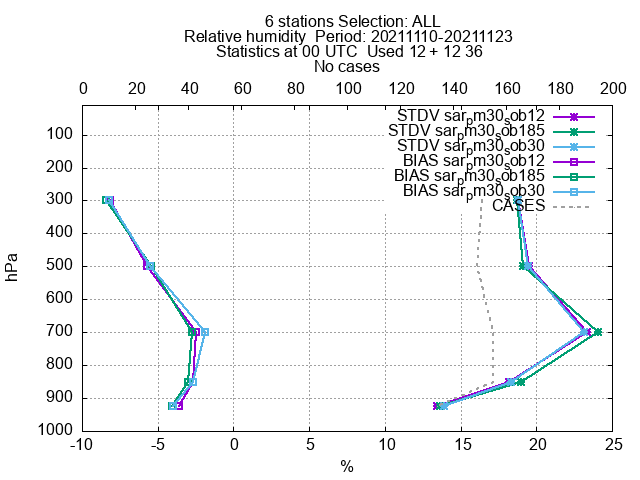 6 stations Selection: ALL
Relative humidity  Period: 20211110-20211123
Statistics at 00 UTC  Used 12 + 12 36
No cases
0 20 40 60 80 100 120 140 160 180 200
STDV sar_pm30_sob12
STDV sar_pm30_sob185
STDV sar_pm30_sob30
BIAS sar_pm30_sob12
BIAS sar_pm30_sob185
BIAS sar_pm30_sob30
CASES
100
200
300
400
500
600
700
800
900
1000
hPa
-10 -5 0 5 10 15 20 25
%